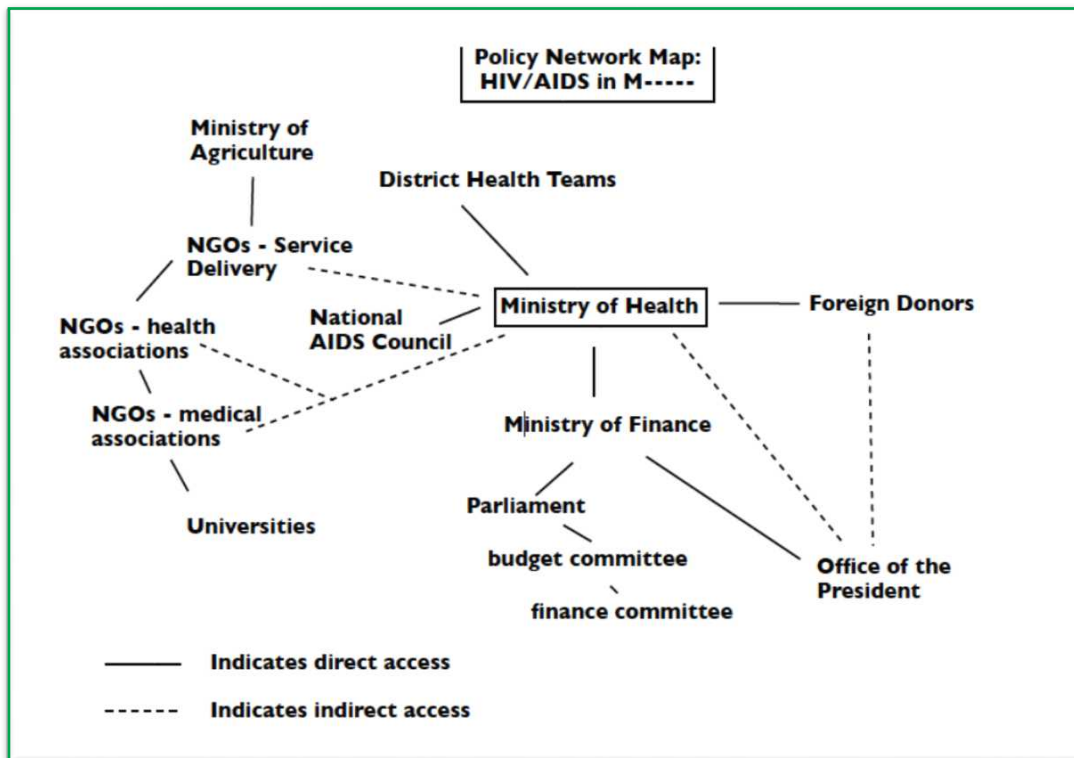 Policy Network Map:
HIV/AIDS in M-----
Ministry of
Agriculture
District Health Teams
NGOs - Service
Delivery
Ministry of Health
Foreign Donors
National
AIDS Council
NGOs - health
associations
NGOs - medical
associations
Ministry of Finance
Universities
Parliament
budget committee
finance committee
Office of the
President
Indicates direct access
Indicates indirect access